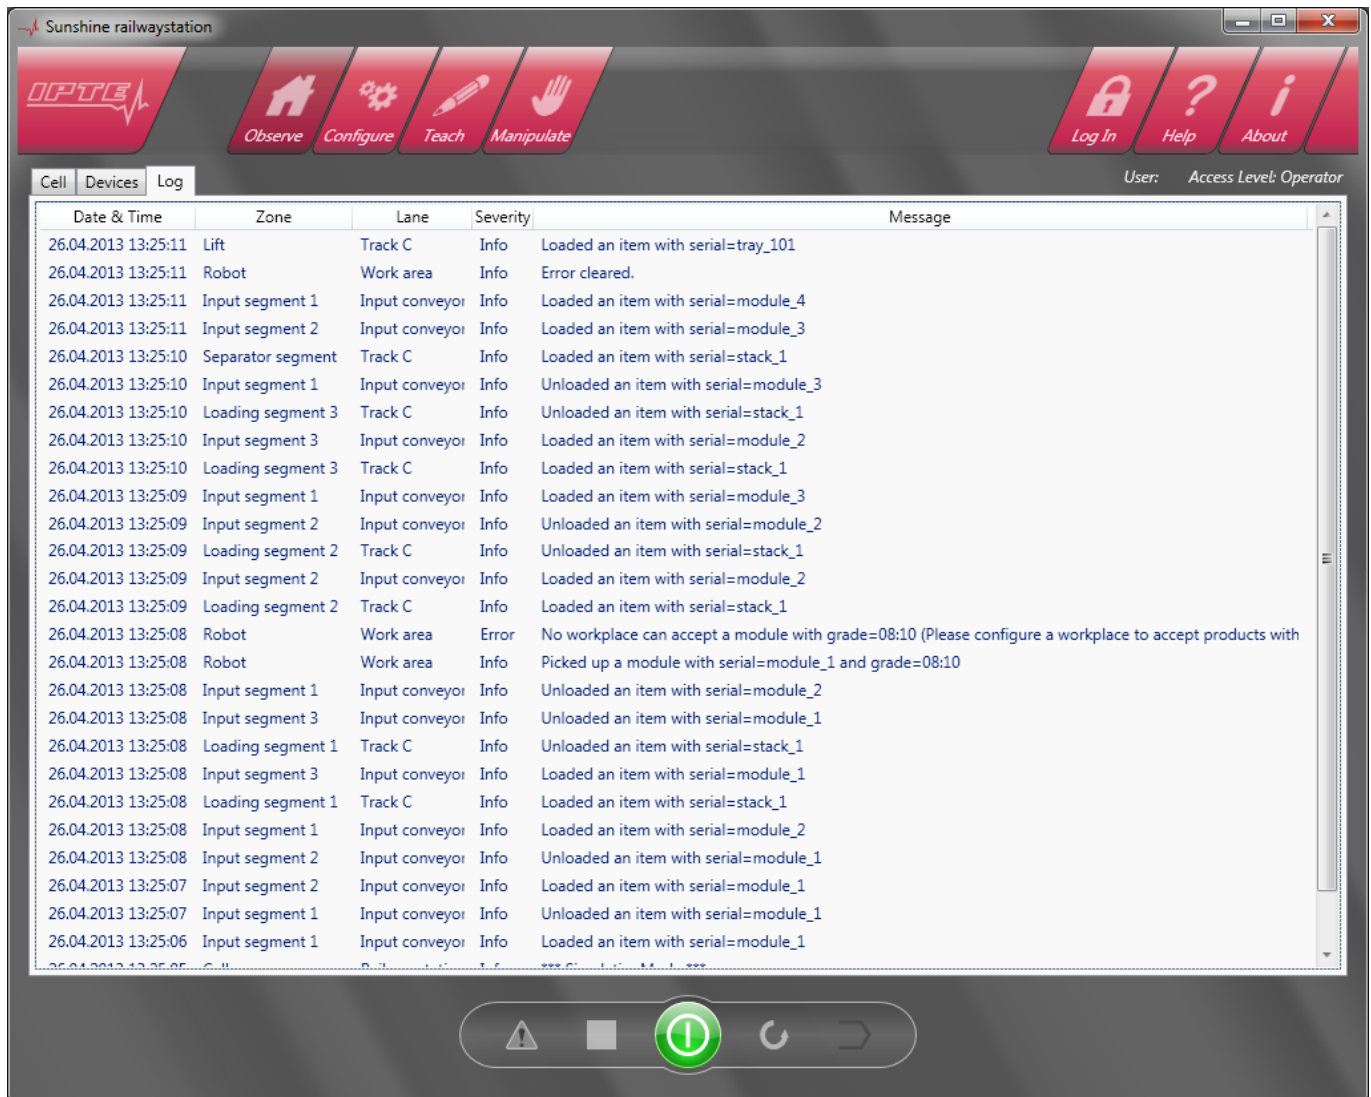 Sunshine railwaystation
IPTE
Observe Configure Teach Manipulate Log In Help About
Cell Devices Log User: Access Level: Operator
Date & Time Zone Lane Severity Message
26.04.2013 13:25:11 Lift Track C Info Loaded an item with serial=tray_101
26.04.2013 13:25:11 Robot Work area Info Error cleared.
26.04.2013 13:25:11 Input segment 1 Input conveyor Info Loaded an item with serial=module_4
26.04.2013 13:25:11 Input segment 2 Input conveyor Info Loaded an item with serial=module_3
26.04.2013 13:25:10 Separator segment Track C Info Loaded an item with serial=stack_1
26.04.2013 13:25:10 Input segment 1 Input conveyor Info Unloaded an item with serial=module_3
26.04.2013 13:25:10 Loading segment 3 Track C Info Unloaded an item with serial=stack_1
26.04.2013 13:25:10 Input segment 3 Input conveyor Info Loaded an item with serial=module_2
26.04.2013 13:25:10 Loading segment 3 Track C Info Loaded an item with serial=stack_1
26.04.2013 13:25:09 Input segment 1 Input conveyor Info Loaded an item with serial=module_3
26.04.2013 13:25:09 Input segment 2 Input conveyor Info Unloaded an item with serial=module_2
26.04.2013 13:25:09 Loading segment 2 Track C Info Unloaded an item with serial=stack_1
26.04.2013 13:25:09 Input segment 2 Input conveyor Info Loaded an item with serial=module_2
26.04.2013 13:25:09 Loading segment 2 Track C Info Loaded an item with serial=stack_1
26.04.2013 13:25:08 Robot Work area Error No workplace can accept a module with grade=08:10 (Please configure a workplace to accept products with
26.04.2013 13:25:08 Robot Work area Info Picked up a module with serial=module_1 and grade=08:10
26.04.2013 13:25:08 Input segment 1 Input conveyor Info Unloaded an item with serial=module_2
26.04.2013 13:25:08 Input segment 3 Input conveyor Info Unloaded an item with serial=module_1
26.04.2013 13:25:08 Loading segment 1 Track C Info Unloaded an item with serial=stack_1
26.04.2013 13:25:08 Input segment 3 Input conveyor Info Loaded an item with serial=module_1
26.04.2013 13:25:08 Loading segment 1 Track C Info Loaded an item with serial=stack_1
26.04.2013 13:25:08 Input segment 1 Input conveyor Info Loaded an item with serial=module_2
26.04.2013 13:25:08 Input segment 2 Input conveyor Info Unloaded an item with serial=module_1
26.04.2013 13:25:07 Input segment 2 Input conveyor Info Loaded an item with serial=module_1
26.04.2013 13:25:07 Input segment 1 Input conveyor Info Unloaded an item with serial=module_1
26.04.2013 13:25:06 Input segment 1 Input conveyor Info Loaded an item with serial=module_1